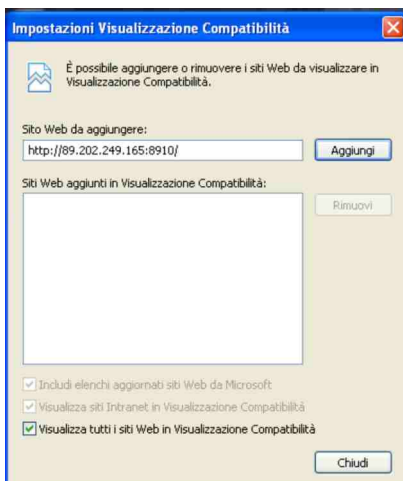 Impostazioni Visualizzazione Compatibilità
È possibile aggiungere o rimuovere i siti Web da visualizzare in
Visualizzazione Compatibilità.
Sito Web da aggiungere:
http://89.202.249.165:8910/
Aggiungi
Siti Web aggiunti in Visualizzazione Compatibilità:
Rimuovi
Includi elenchi aggiornati siti Web da Microsoft
Visualizza siti Intranet in Visualizzazione Compatibilità
Visualizza tutti i siti Web in Visualizzazione Compatibilità
Chiudi